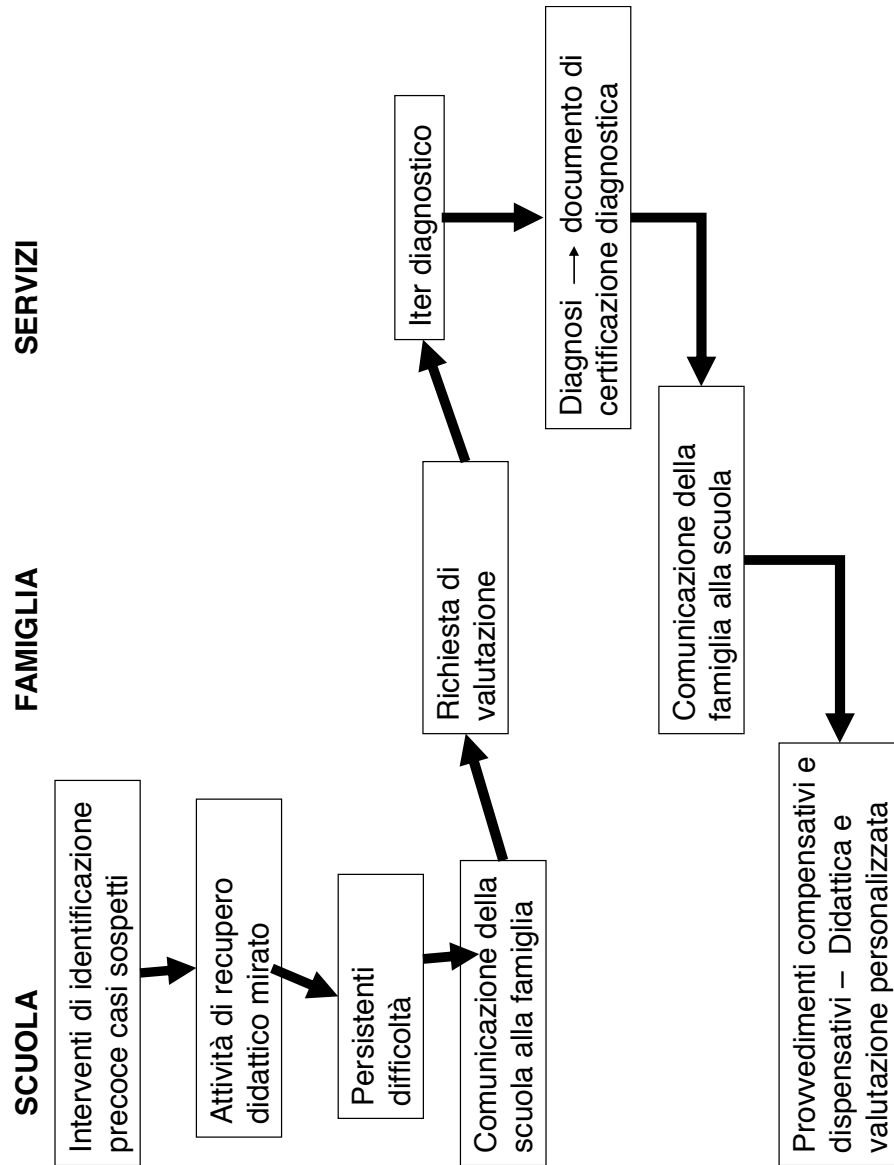 SCUOLA
FAMIGLIA
SERVIZI
Interventi di identificazione
precoce casi sospetti
Attività di recupero
didattico mirato
Persistenti
difficoltà
Comunicazione della
scuola alla famiglia
Richiesta di
valutazione
Iter diagnostico
Diagnosi → documento di
certificazione diagnostica
Comunicazione della
famiglia alla scuola
Provvedimenti compensativi e
dispensativi – Didattica e
valutazione personalizzata